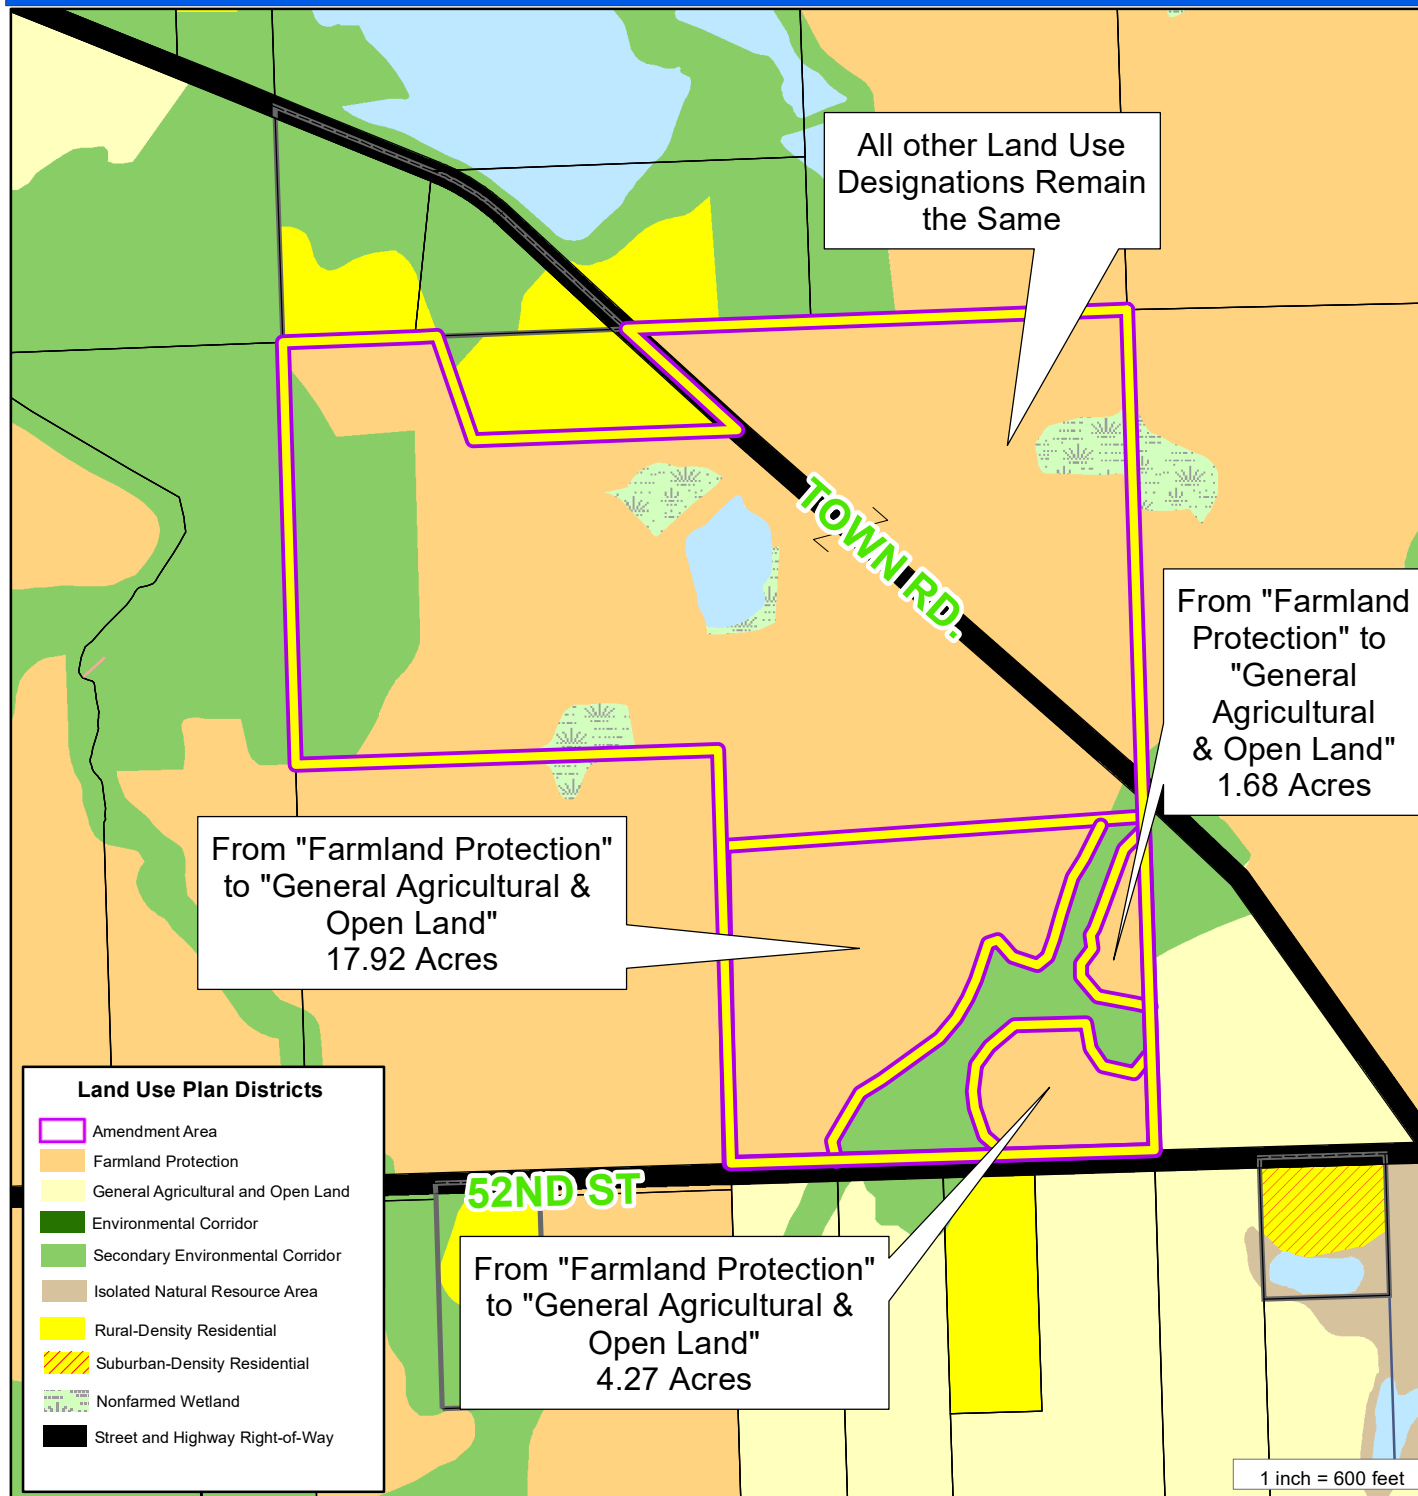 All other Land Use
Designations Remain
the Same
TOWN RD.
From "Farmland
Protection" to
"General
Agricultural
& Open Land"
1.68 Acres
From "Farmland Protection"
to "General Agricultural &
Open Land"
17.92 Acres
Land Use Plan Districts
Amendment Area
Farmland Protection
General Agricultural and Open Land
Environmental Corridor
Secondary Environmental Corridor
Isolated Natural Resource Area
Rural-Density Residential
Suburban-Density Residential
Nonfarmed Wetland
Street and Highway Right-of-Way
52ND ST
From "Farmland Protection"
to "General Agricultural &
Open Land"
4.27 Acres
1 inch = 600 feet